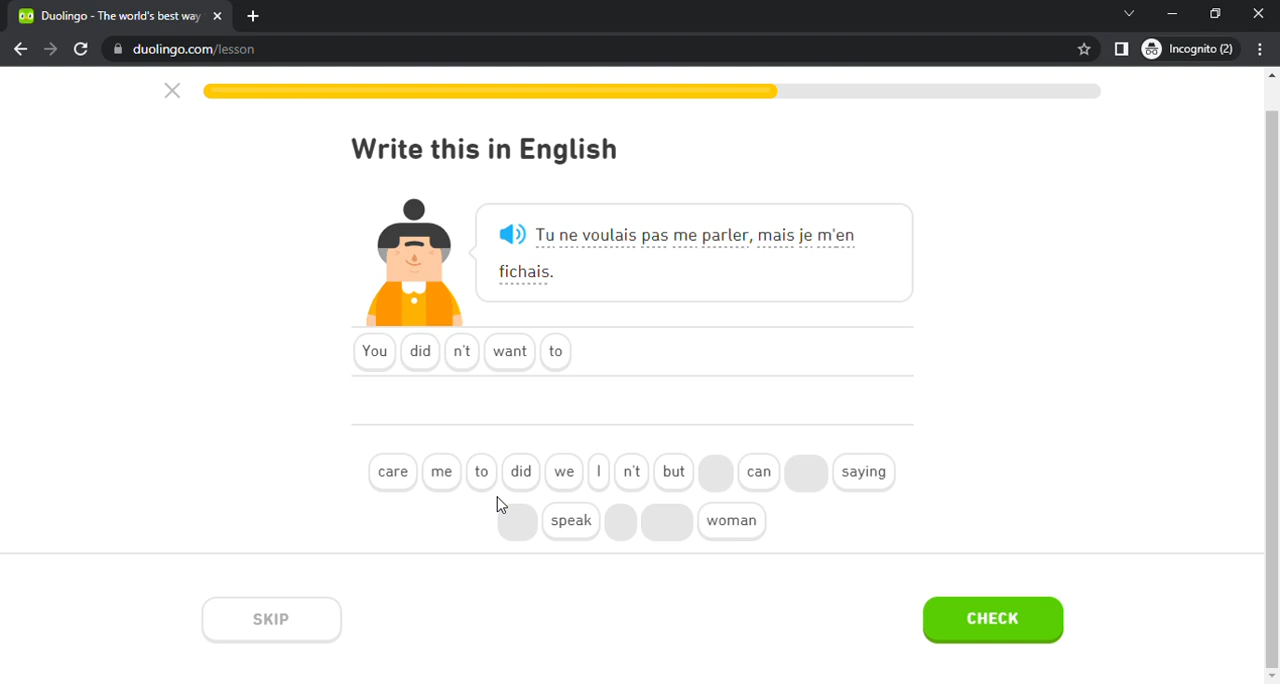 Duolingo - The world's best way
duolingo.com/lesson
Incognito (2)
Write this in English
Tu ne voulais pas me parler, mais je m'en
fichais.
You did n't want to
care me to did we I n't but can saying
speak woman
SKIP
CHECK